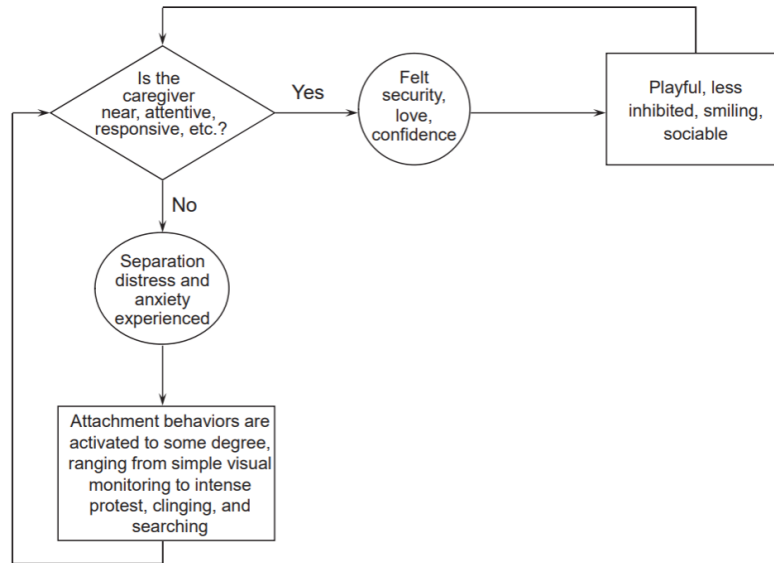 Is the
caregiver
near, attentive,
responsive, etc.?
Yes
Felt
security,
love,
confidence
Playful, less
inhibited, smiling,
sociable
No
Separation
distress and
anxiety
experienced
Attachment behaviors are
activated to some degree,
ranging from simple visual
monitoring to intense
protest, clinging, and
searching